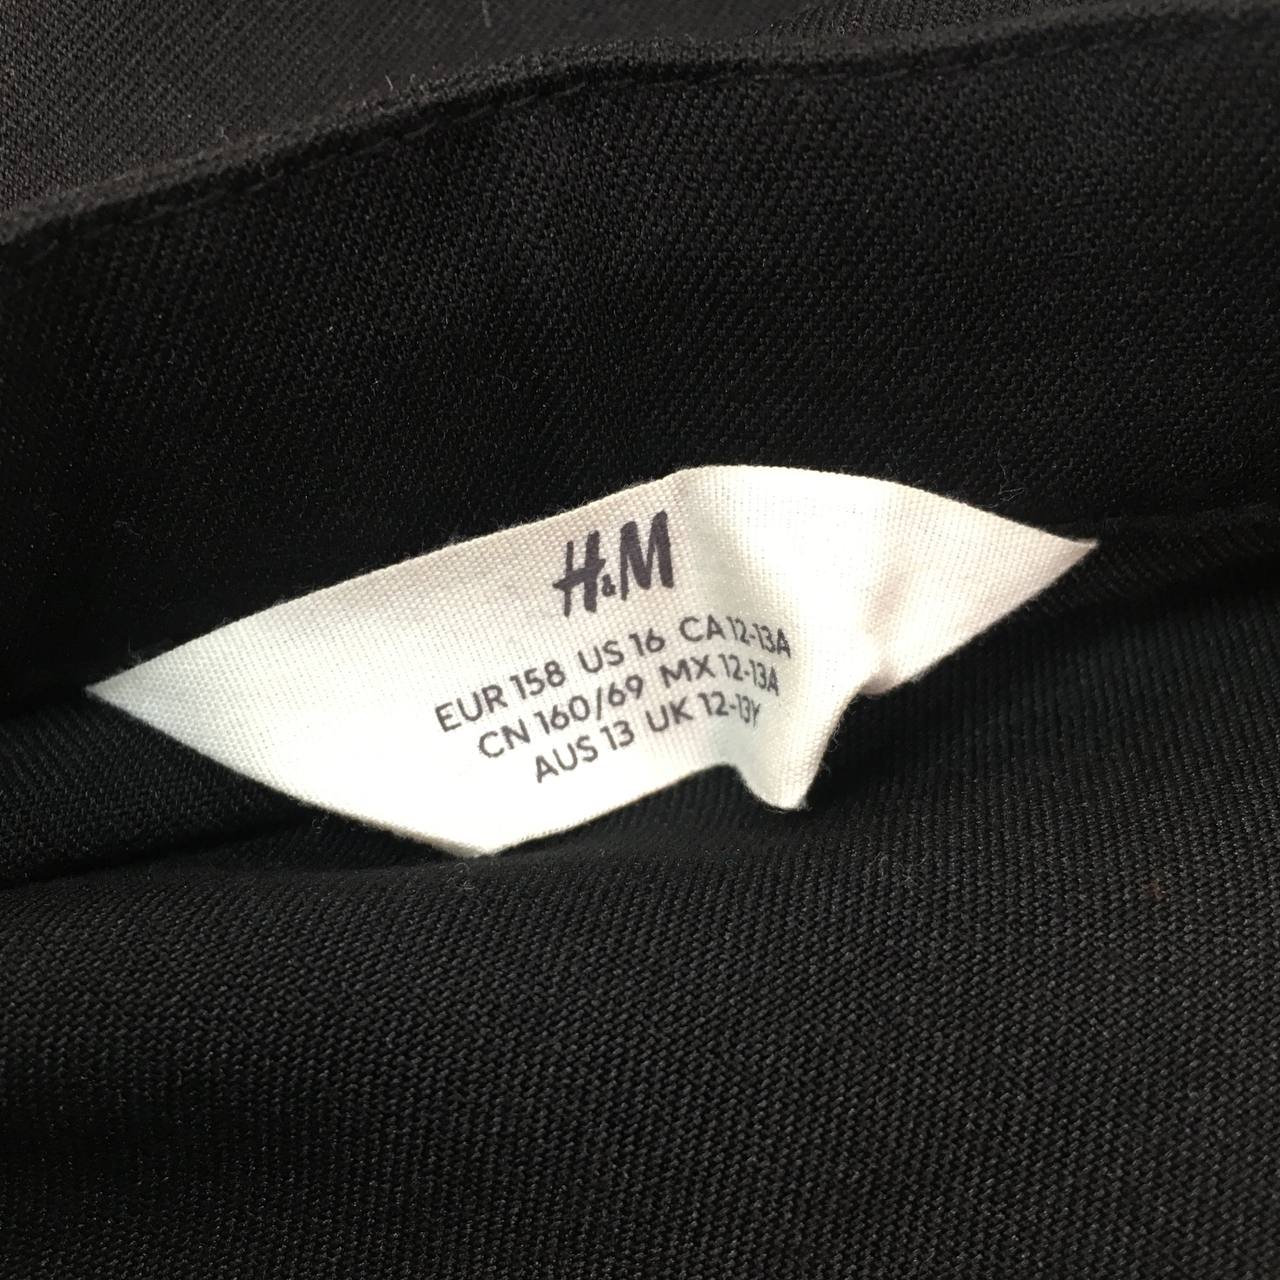 H&M
EUR 158 US 16 CA 12-13A
CN 160/69 MX 12-13A
AUS 13 UK 12-13Y